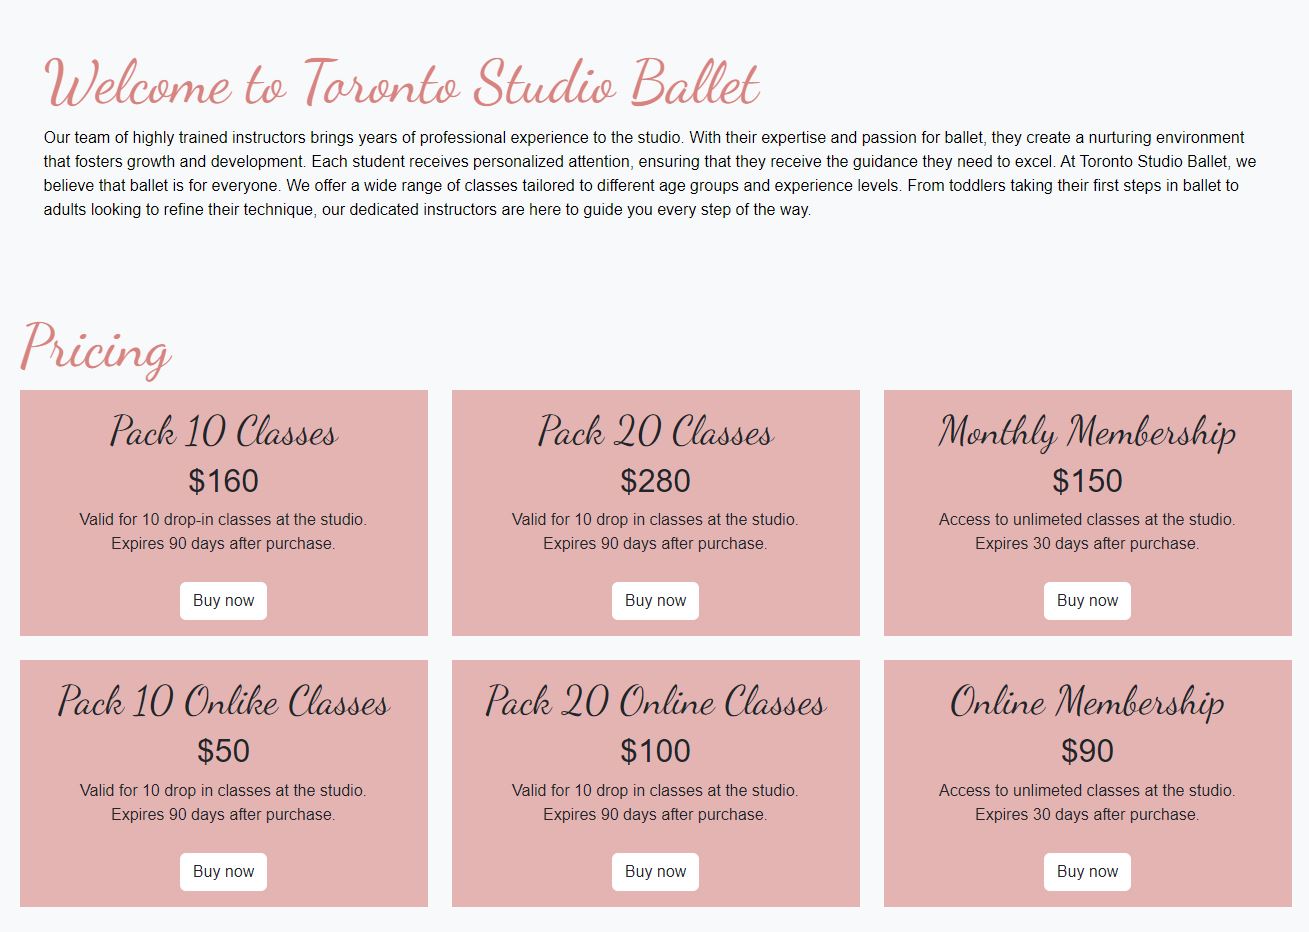 Welcome to Toronto Studio Ballet
Our team of highly trained instructors brings years of professional experience to the studio. With their expertise and passion for ballet, they create a nurturing environment
that fosters growth and development. Each student receives personalized attention, ensuring that they receive the guidance they need to excel. At Toronto Studio Ballet, we
believe that ballet is for everyone. We offer a wide range of classes tailored to different age groups and experience levels. From toddlers taking their first steps in ballet to
adults looking to refine their technique, our dedicated instructors are here to guide you every step of the way.
Pricing
Pack 10 Classes
$160
Valid for 10 drop-in classes at the studio.
Expires 90 days after purchase.
Buy now
Pack 20 Classes
$280
Valid for 10 drop in classes at the studio.
Expires 90 days after purchase.
Buy now
Monthly Membership
$150
Access to unlimeted classes at the studio.
Expires 30 days after purchase.
Buy now
Pack 10 Onlike Classes
$50
Valid for 10 drop in classes at the studio.
Expires 90 days after purchase.
Buy now
Pack 20 Online Classes
$100
Valid for 10 drop in classes at the studio.
Expires 90 days after purchase.
Buy now
Online Membership
$90
Access to unlimeted classes at the studio.
Expires 30 days after purchase.
Buy now